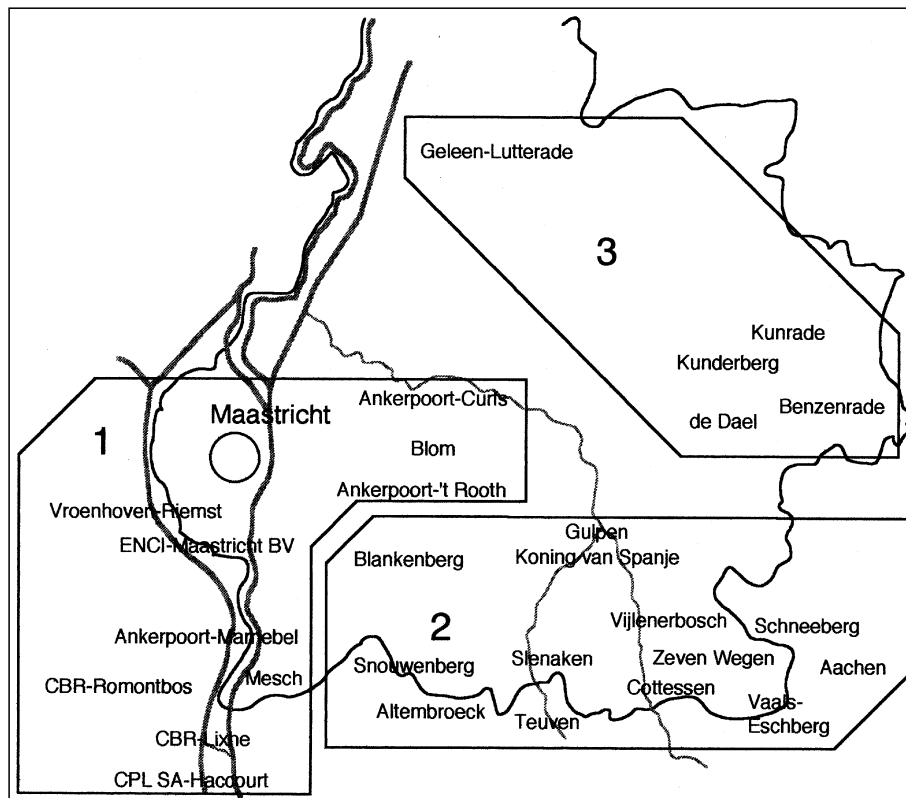 Geleen-Lutterade
3
Kunrade
Kunderberg
Benzenrade
de Dael
Ankerpoort-Curfs
Maastricht
1
Blom
Ankerpoort-'t Rooth
Vroenhoven-Riemst
ENCI-Maastricht BV
Gulpen
Koning van Spanje
Blankenberg
2
Vijlenerbosch
Schneeberg
Ankerpoort-Marnebel
Snouwenberg
Slenaken
Zeven Wegen
Aachen
Mesch
CBR-Romontbos
Cottessen
Altembroeck
Teuven
Vaals-
Eschberg
CBR-Lixhe
CPL SA-Haccourt